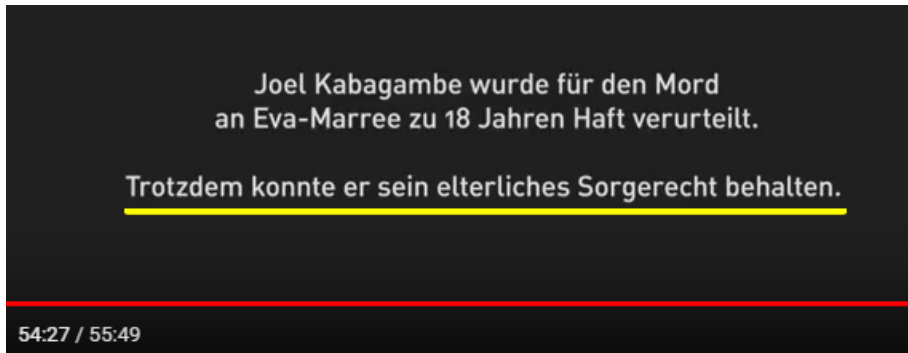 Joel Kabagambe wurde für den Mord
an Eva-Marree zu 18 Jahren Haft verurteilt.
Trotzdem konnte er sein elterliches Sorgerecht behalten.
54:27 / 55:49